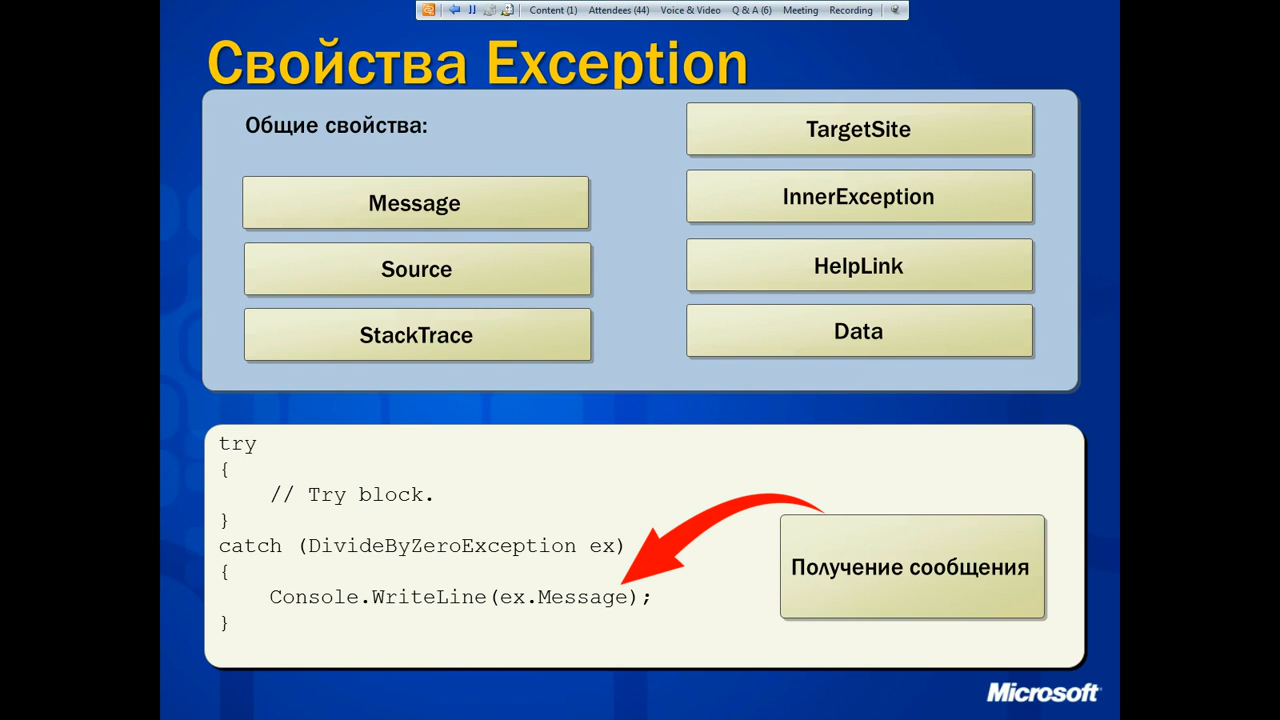 Content (1) Attendees (44) Voice & Video Q & A (6) Meeting Recording
Свойства Exception
Общие свойства:
Message
Source
StackTrace
TargetSite
InnerException
HelpLink
Data
try
{
// Try block.
}
catch (DivideByZeroException ex)
{
Console.WriteLine(ex.Message);
}
Получение сообщения
Microsoft